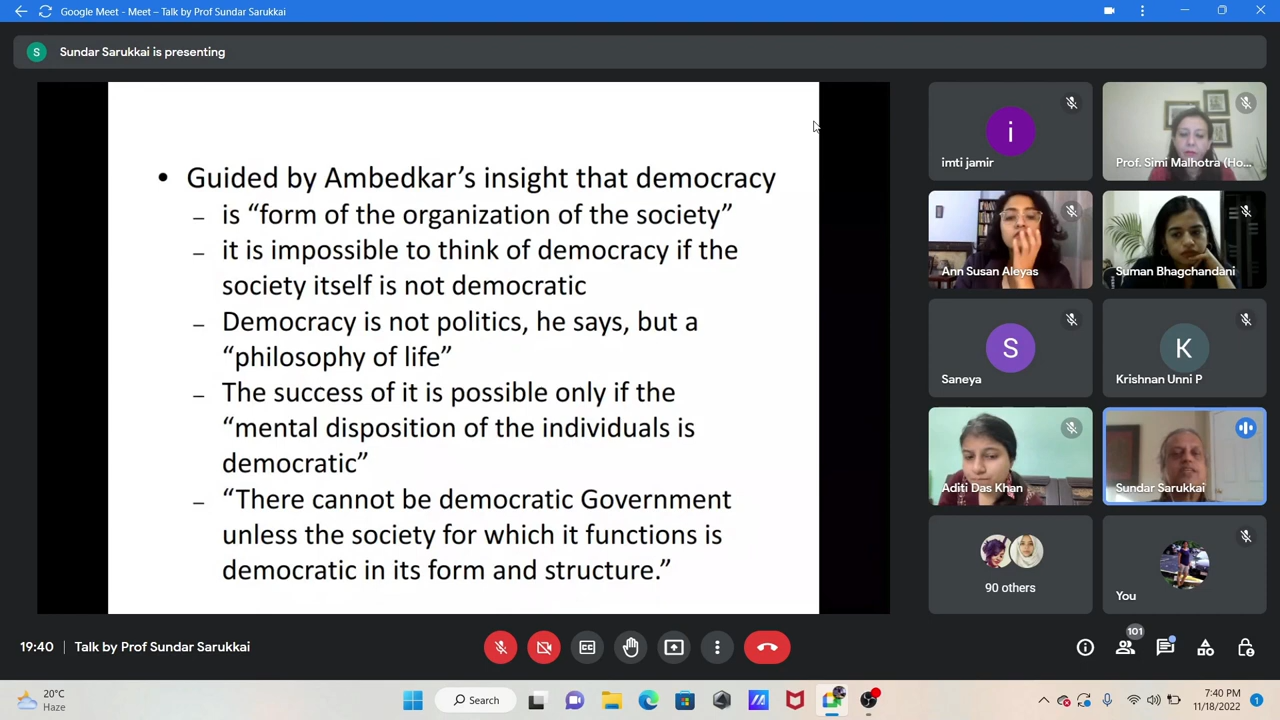 Google Meet - Meet – Talk by Prof Sundar Sarukkai
S
Sundar Sarukkai is presenting
• Guided by Ambedkar’s insight that democracy
– is “form of the organization of the society”
– it is impossible to think of democracy if the
society itself is not democratic
– Democracy is not politics, he says, but a
“philosophy of life”
– The success of it is possible only if the
“mental disposition of the individuals is
democratic”
– “There cannot be democratic Government
unless the society for which it functions is
democratic in its form and structure.”
i
imti jamir
Prof. Simi Malhotra (Ho...
Ann Susan Aleyas
Suman Bhagchandani
S
Saneya
K
Krishnan Unni P
Aditi Das Khan
Sundar Sarukkai
90 others
You
19:40 | Talk by Prof Sundar Sarukkai
101
20°C
Haze
Search
7:40 PM
11/18/2022
1